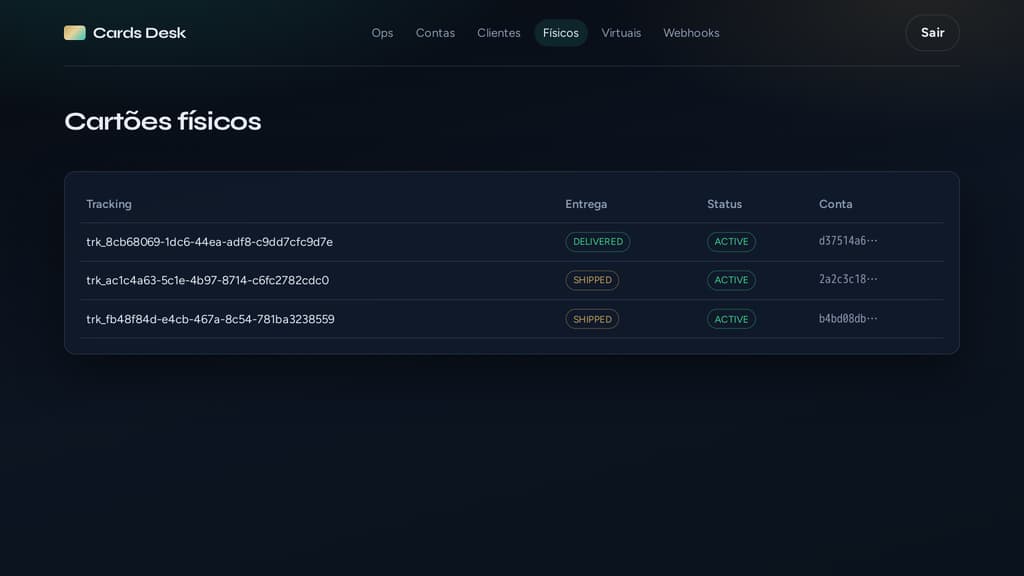 Cards Desk Ops Contas Clientes Físicos Virtuais Webhooks Sair
Cartões físicos
Tracking Entrega Status Conta
trk_8cb68069-1dc6-44ea-adf8-c9dd7cfc9d7e DELIVERED ACTIVE d37514a6…
trk_ac1c4a63-5c1e-4b97-8714-c6fc2782cdc0 SHIPPED ACTIVE 2a2c3c18…
trk_fb48f84d-e4cb-467a-8c54-781ba3238559 SHIPPED ACTIVE b4bd08db…